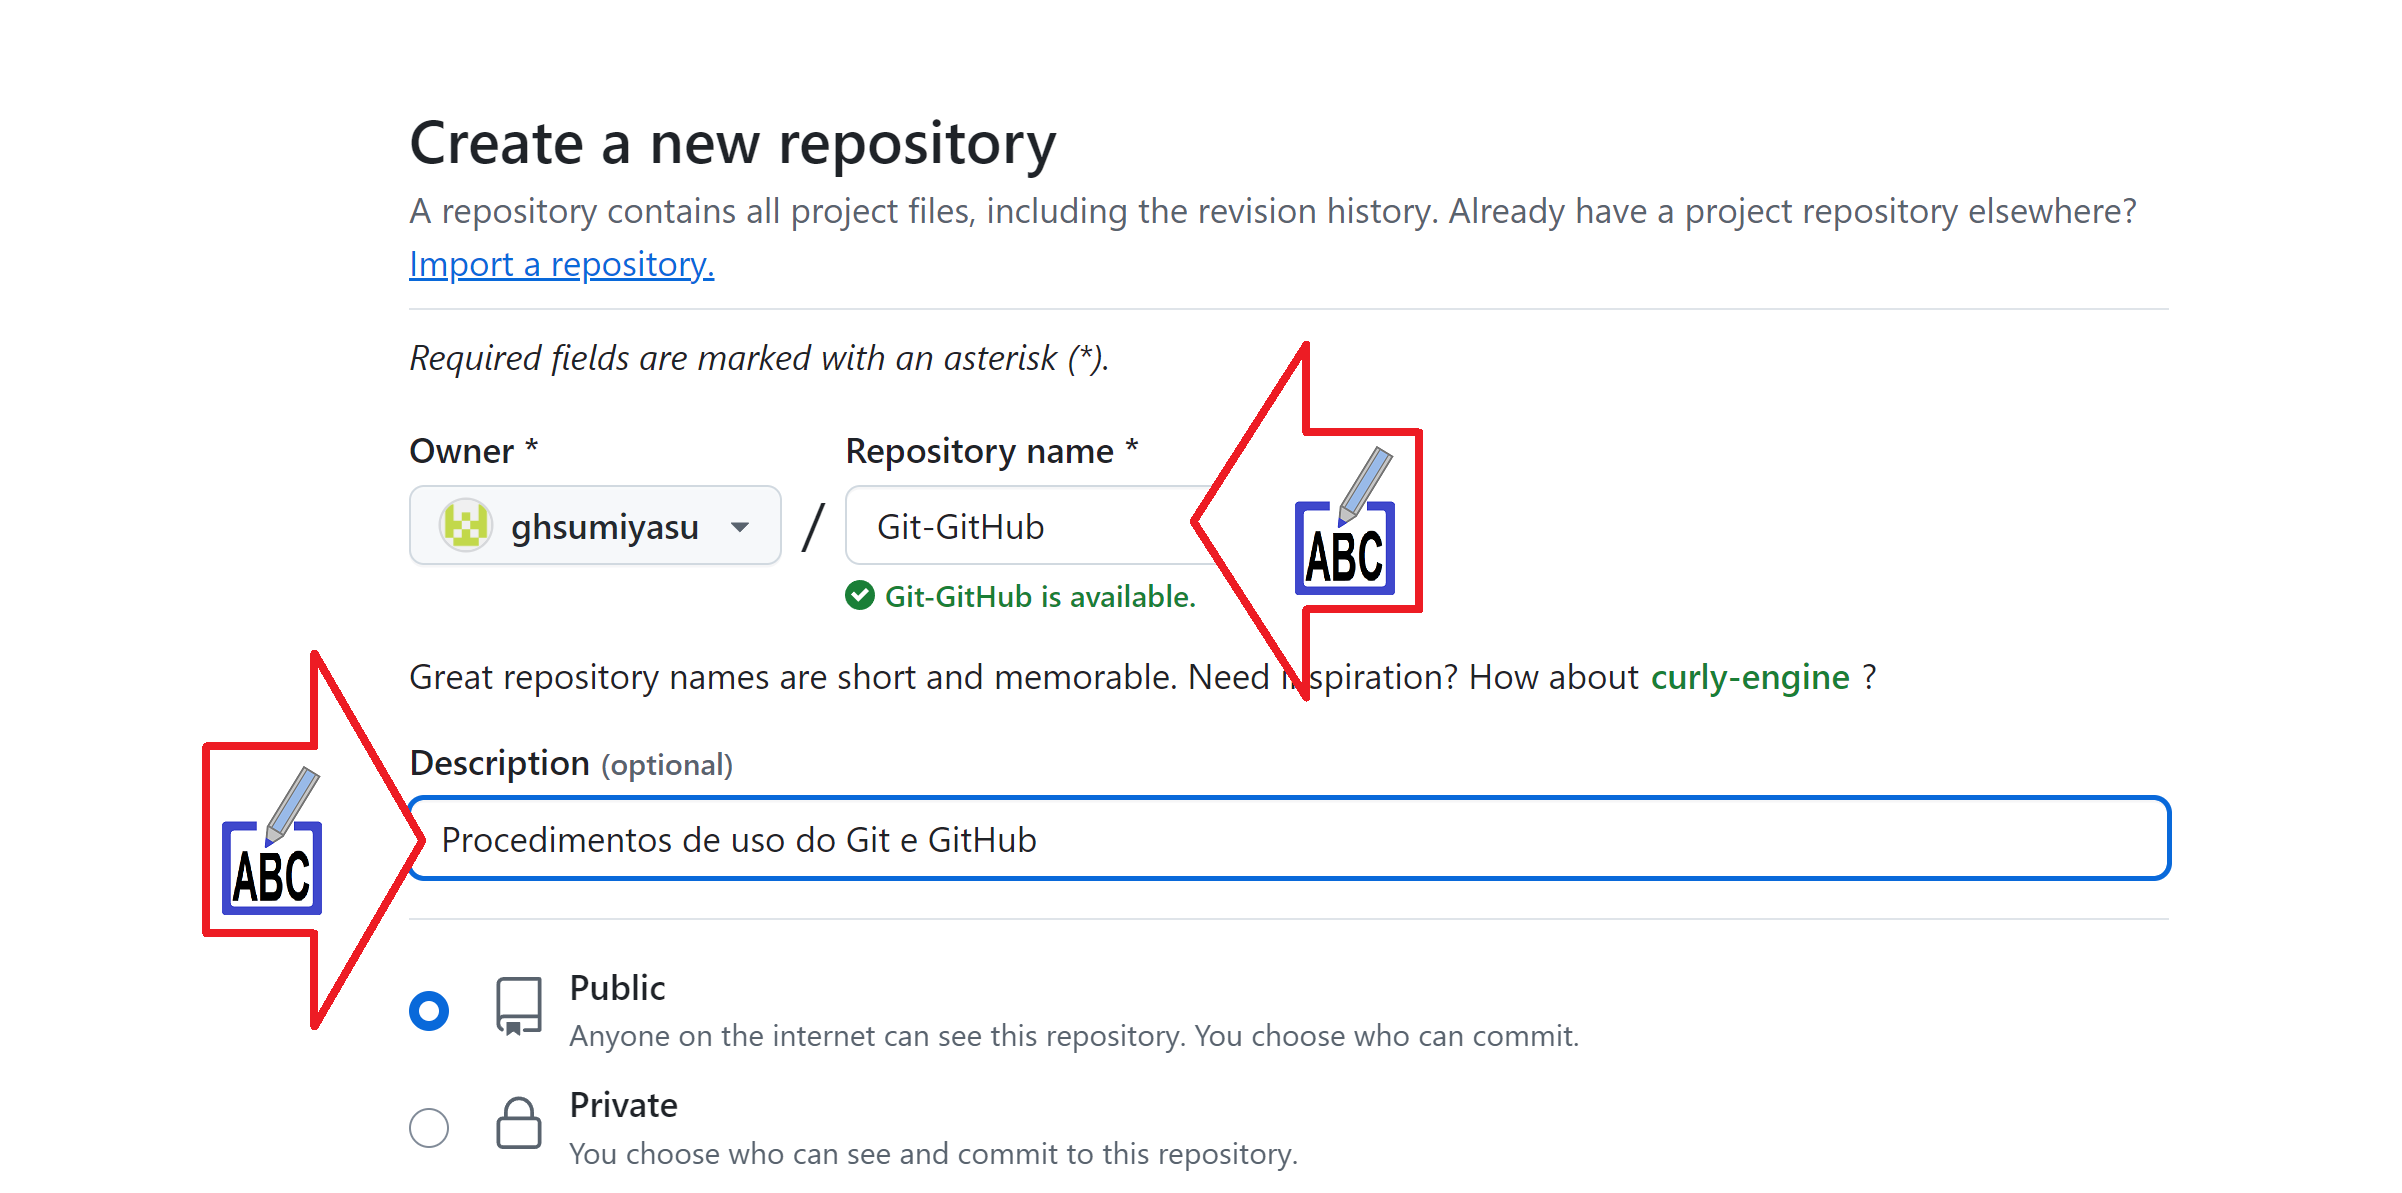 Create a new repository
A repository contains all project files, including the revision history. Already have a project repository elsewhere?
Import a repository.
Required fields are marked with an asterisk (*).
Owner * Repository name *
ghsumiyasu / Git-GitHub
ABC
Git-GitHub is available.
Great repository names are short and memorable. Need inspiration? How about curly-engine ?
Description (optional)
Procedimentos de uso do Git e GitHub
ABC
Public
Anyone on the internet can see this repository. You choose who can commit.
Private
You choose who can see and commit to this repository.